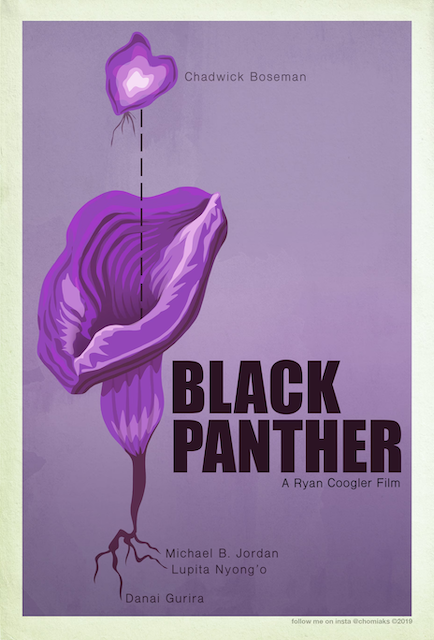 Chadwick Boseman
BLACK
PANTHER
A Ryan Coogler Film
Michael B. Jordan
Lupita Nyong'o
Danai Gurira
follow me on insta @chomiaks ©2019